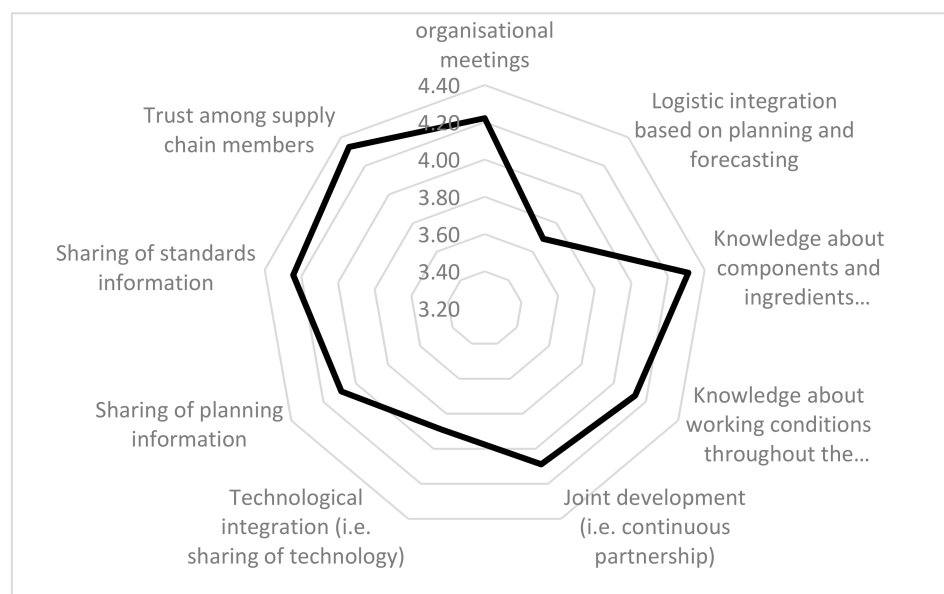 organisational
meetings
4.40
4.20
4.00
3.80
3.60
3.40
3.20
Logistic integration
based on planning and
forecasting
Knowledge about
components and
ingredients…
Knowledge about
working conditions
throughout the…
Joint development
(i.e. continuous
partnership)
Technological
integration (i.e.
sharing of technology)
Sharing of planning
information
Sharing of standards
information
Trust among supply
chain members